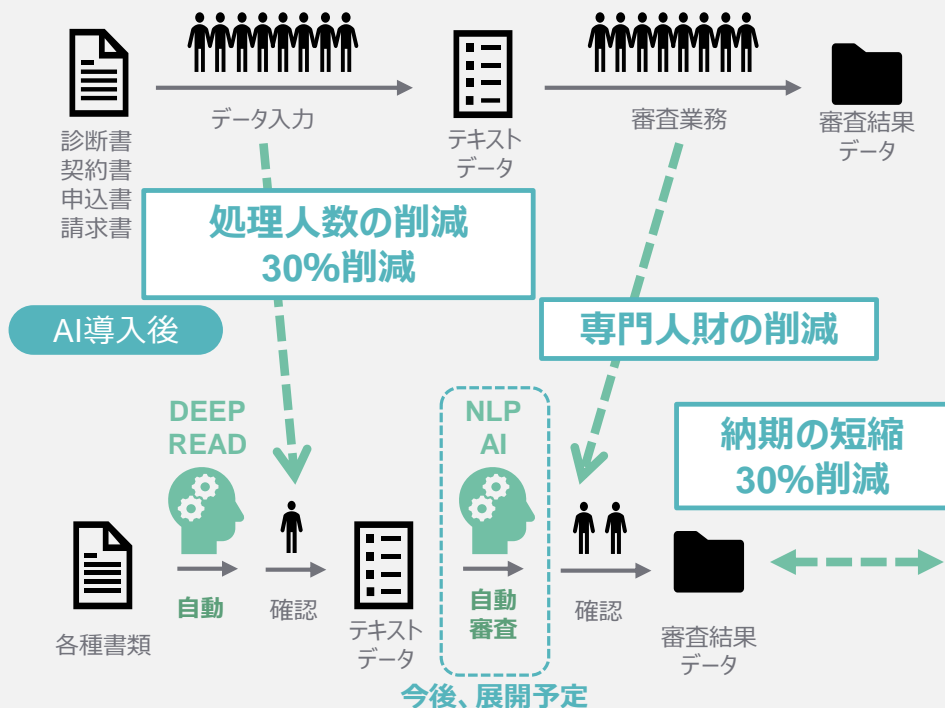 データ入力
審査業務
診断書
契約書
申込書
請求書
テキスト
データ
審査結果
データ
処理人数の削減
30%削減
AI導入後
専門人財の削減
DEEP
READ
NLP
AI
納期の短縮
30%削減
自動
確認
自動
審査
確認
各種書類
テキスト
データ
審査結果
データ
今後、展開予定